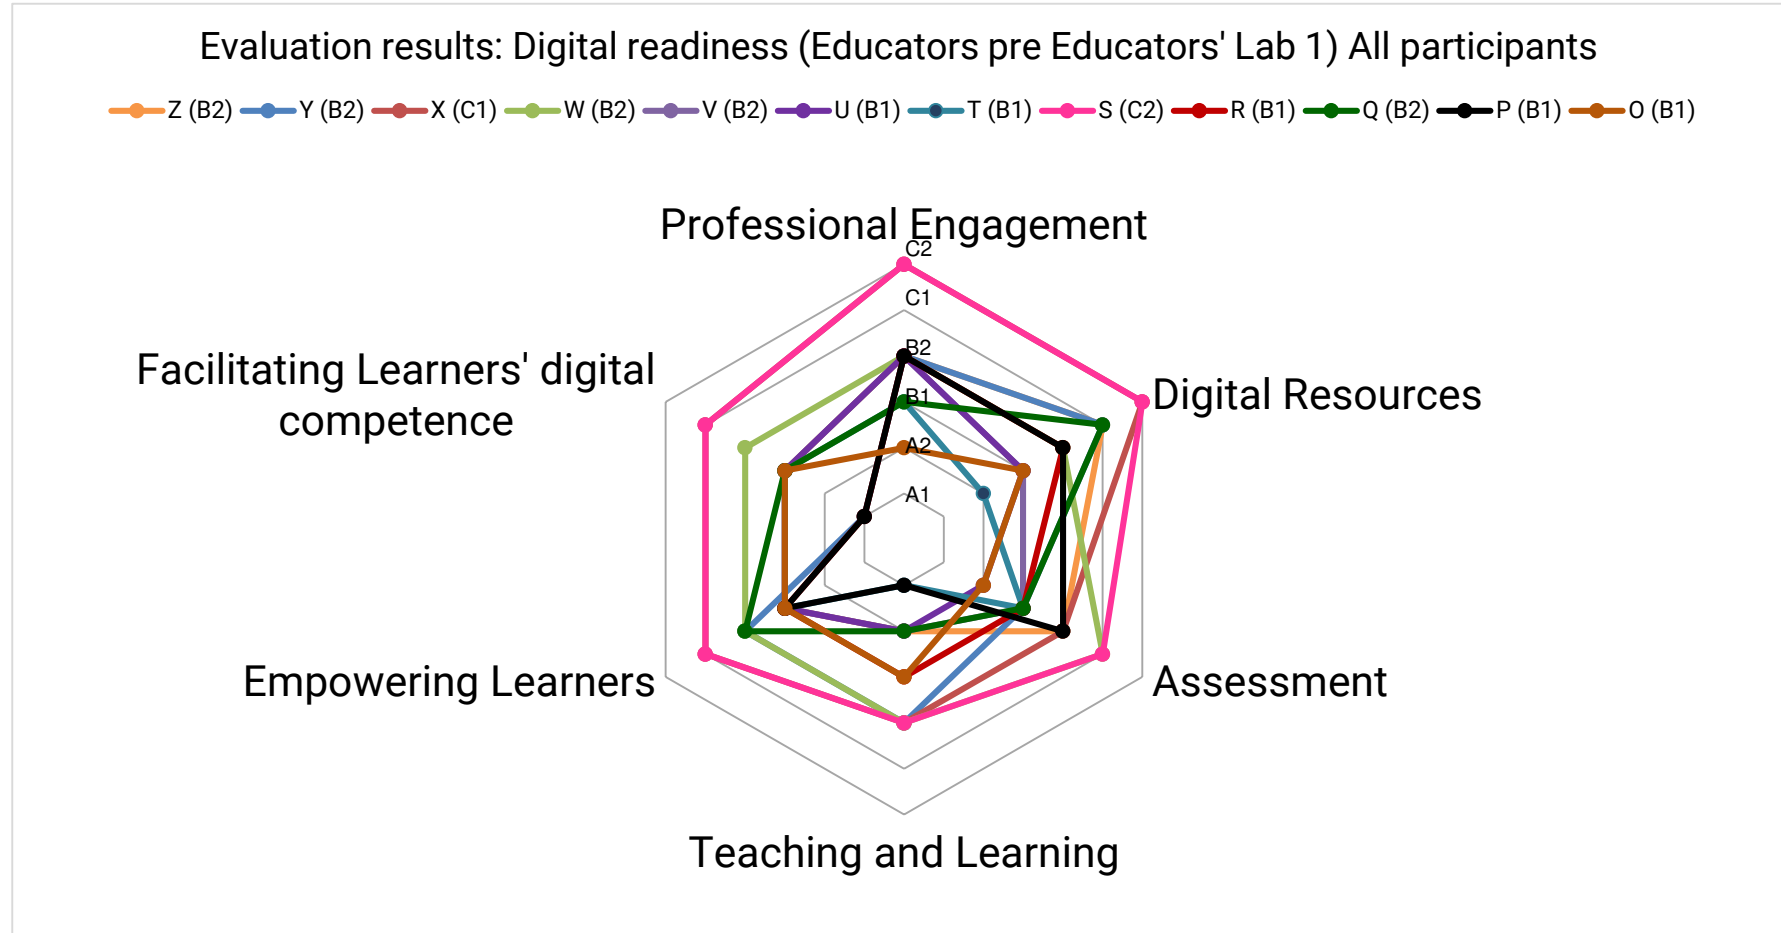 Evaluation results: Digital readiness (Educators pre Educators' Lab 1) All participants
Z (B2) Y (B2) X (C1) W (B2) V (B2) U (B1) T (B1) S (C2) R (B1) Q (B2) P (B1) O (B1)
Professional Engagement
C2
C1
B2
B1
A2
A1
Facilitating Learners' digital
competence
Digital Resources
Empowering Learners
Assessment
Teaching and Learning